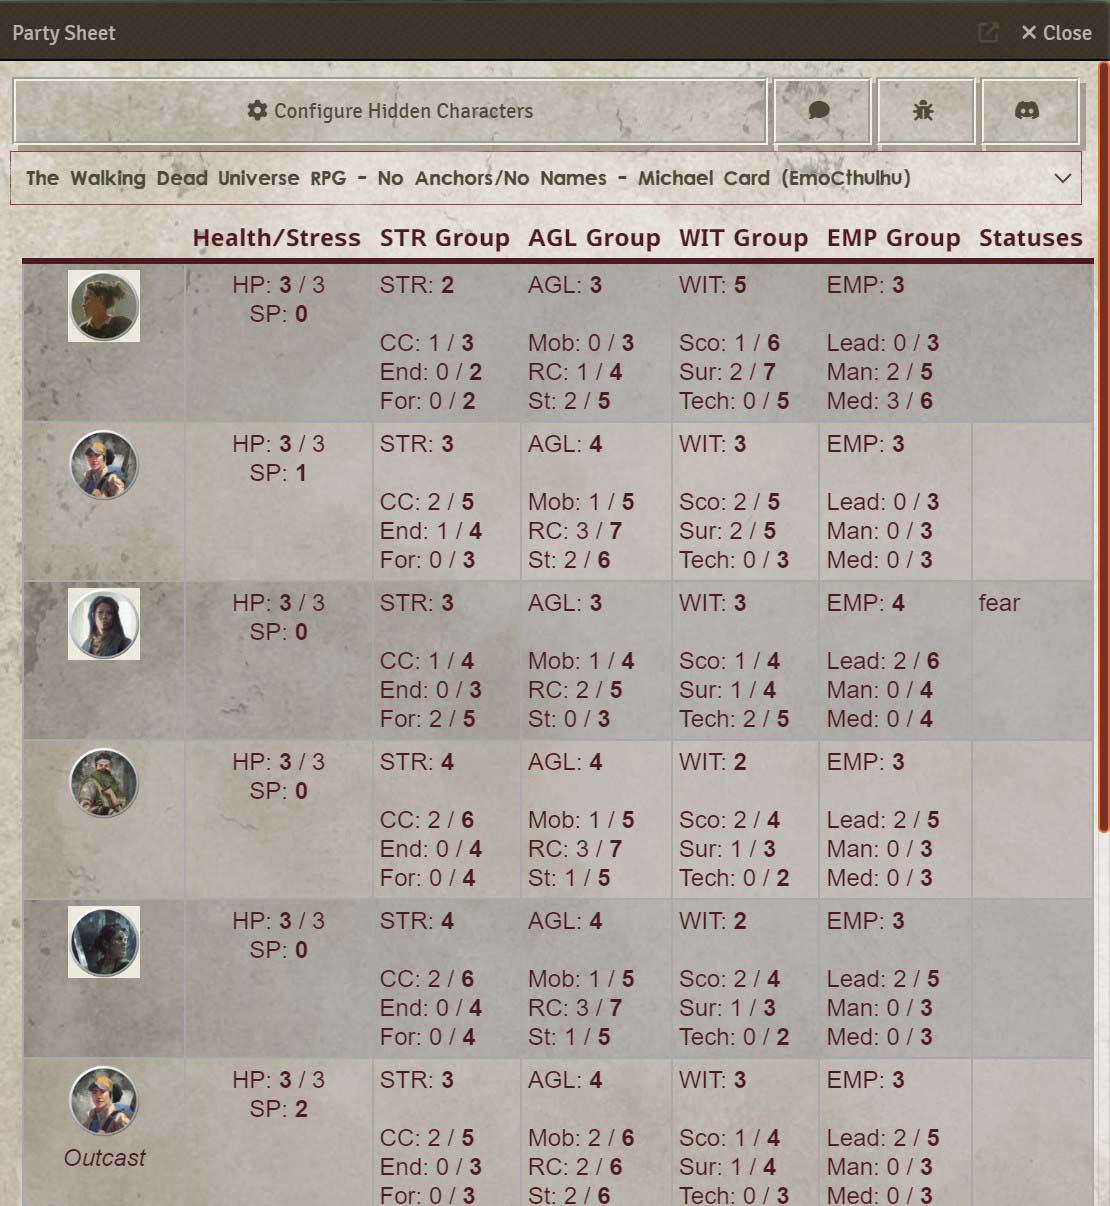 Party Sheet
Close
Configure Hidden Characters
The Walking Dead Universe RPG - No Anchors/No Names - Michael Card (EmoCthulhu)
Health/Stress STR Group AGL Group WIT Group EMP Group Statuses
HP: 3 / 3 STR: 2 AGL: 3 WIT: 5 EMP: 3
SP: 0
CC: 1 / 3 Mob: 0 / 3 Sco: 1 / 6 Lead: 0 / 3
End: 0 / 2 RC: 1 / 4 Sur: 2 / 7 Man: 2 / 5
For: 0 / 2 St: 2 / 5 Tech: 0 / 5 Med: 3 / 6
HP: 3 / 3 STR: 3 AGL: 4 WIT: 3 EMP: 3
SP: 1
CC: 2 / 5 Mob: 1 / 5 Sco: 2 / 5 Lead: 0 / 3
End: 1 / 4 RC: 3 / 7 Sur: 2 / 5 Man: 0 / 3
For: 0 / 3 St: 2 / 6 Tech: 0 / 3 Med: 0 / 3
HP: 3 / 3 STR: 3 AGL: 3 WIT: 3 EMP: 4 fear
SP: 0
CC: 1 / 4 Mob: 1 / 4 Sco: 1 / 4 Lead: 2 / 6
End: 0 / 3 RC: 2 / 5 Sur: 1 / 4 Man: 0 / 4
For: 2 / 5 St: 0 / 3 Tech: 2 / 5 Med: 0 / 4
HP: 3 / 3 STR: 4 AGL: 4 WIT: 2 EMP: 3
SP: 0
CC: 2 / 6 Mob: 1 / 5 Sco: 2 / 4 Lead: 2 / 5
End: 0 / 4 RC: 3 / 7 Sur: 1 / 3 Man: 0 / 3
For: 0 / 4 St: 1 / 5 Tech: 0 / 2 Med: 0 / 3
HP: 3 / 3 STR: 4 AGL: 4 WIT: 2 EMP: 3
SP: 0
CC: 2 / 6 Mob: 1 / 5 Sco: 2 / 4 Lead: 2 / 5
End: 0 / 4 RC: 3 / 7 Sur: 1 / 3 Man: 0 / 3
For: 0 / 4 St: 1 / 5 Tech: 0 / 2 Med: 0 / 3
HP: 3 / 3 STR: 3 AGL: 4 WIT: 3 EMP: 3
SP: 2
CC: 2 / 5 Mob: 2 / 6 Sco: 1 / 4 Lead: 2 / 5
Outcast End: 0 / 3 RC: 2 / 6 Sur: 1 / 4 Man: 0 / 3
For: 0 / 3 St: 2 / 6 Tech: 0 / 3 Med: 0 / 3